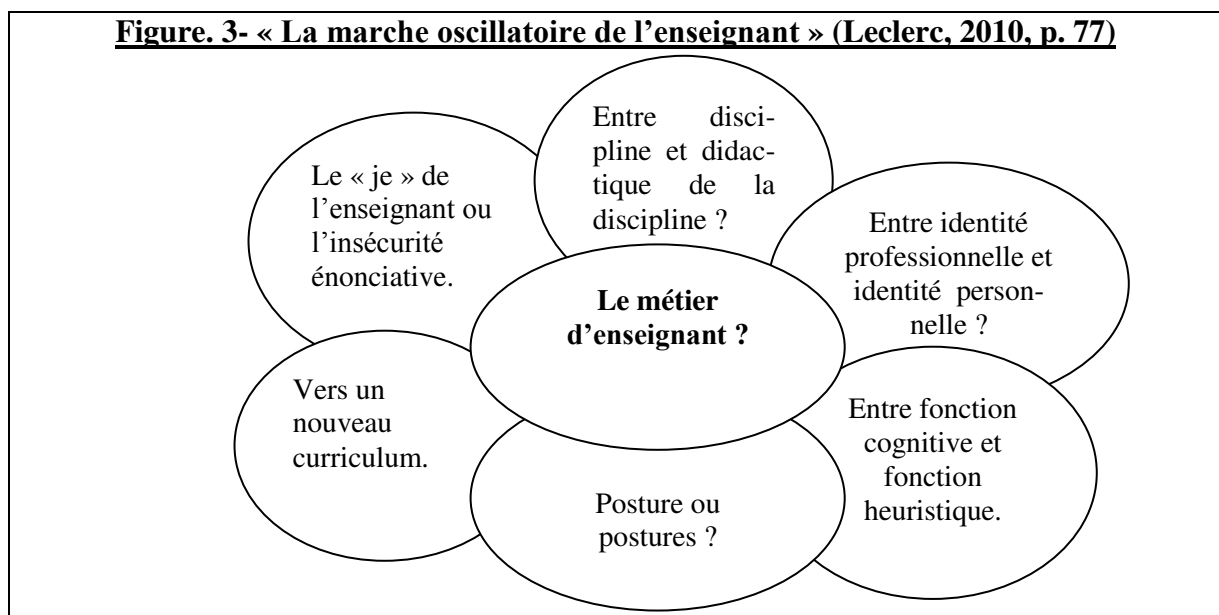 Figure. 3- « La marche oscillatoire de l’enseignant » (Leclerc, 2010, p. 77)
Entre disci-
pline et didac-
tique de la
discipline ?
Le « je » de
l’enseignant ou
l’insécurité
énonciative.
Entre identité
professionnelle et
identité person-
nelle ?
Le métier
d’enseignant ?
Vers un
nouveau
curriculum.
Entre fonction
cognitive et
fonction
heuristique.
Posture ou
postures ?